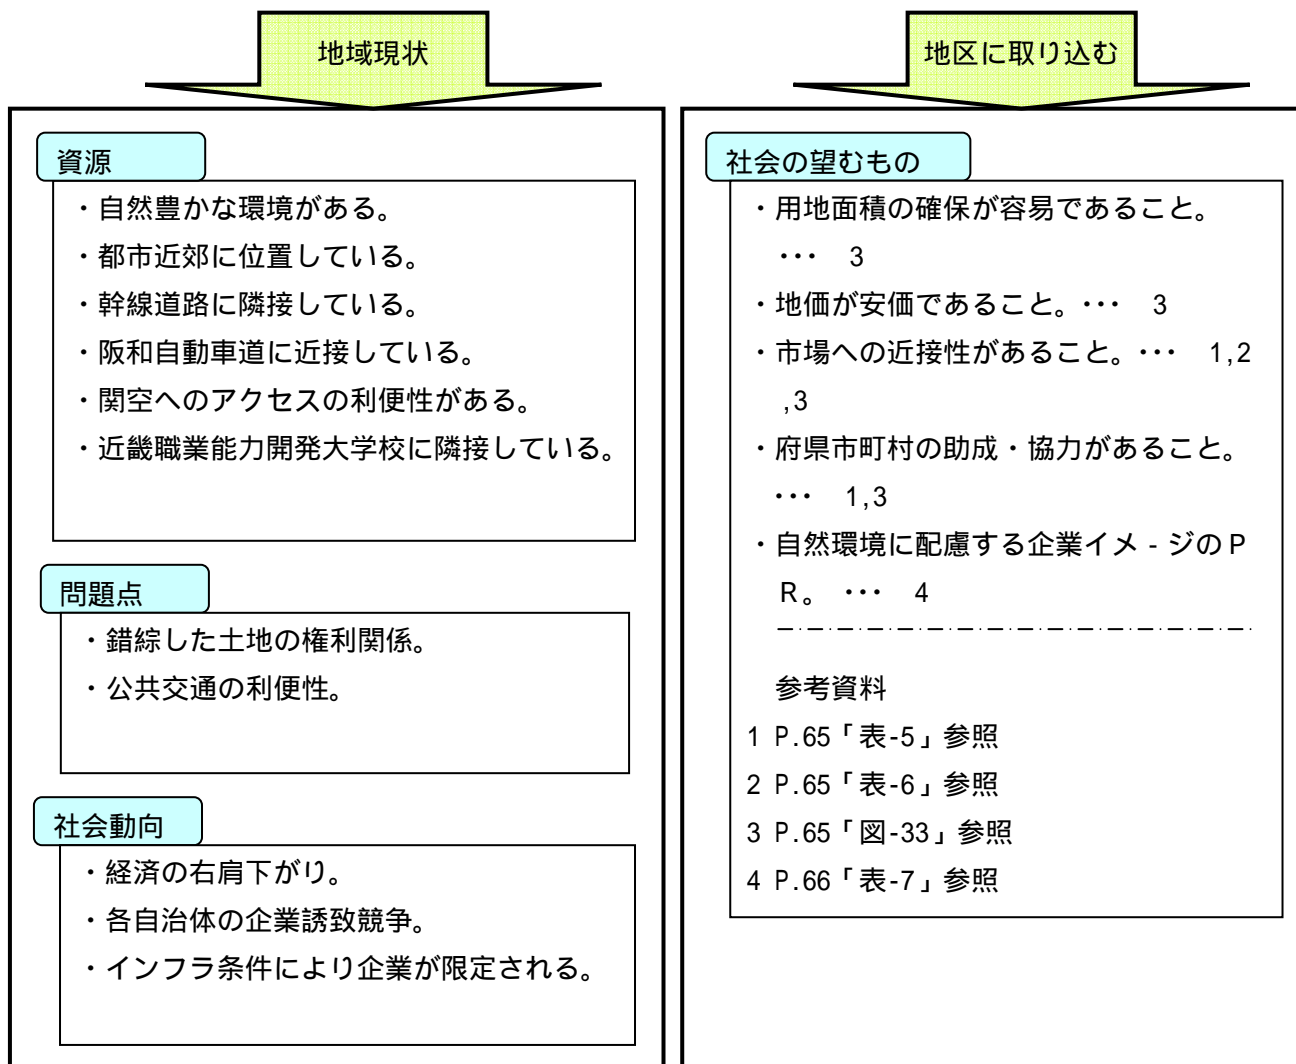 地域現状
資源
・自然豊かな環境がある。
・都市近郊に位置している。
・幹線道路に隣接している。
・阪和自動車道に近接している。
・関空へのアクセスの利便性がある。
・近畿職業能力開発大学校に隣接している。
問題点
・錯綜した土地の権利関係。
・公共交通の利便性。
社会動向
・経済の右肩下がり。
・各自治体の企業誘致競争。
・インフラ条件により企業が限定される。
地区に取り込む
社会の望むもの
・用地面積の確保が容易であること。
･･･ 3
・地価が安価であること。･･･ 3
・市場への近接性があること。･･･ 1,2
,3
・府県市町村の助成・協力があること。
･･･ 1,3
・自然環境に配慮する企業イメ‐ジのP
R。 ･･･ 4
参考資料
1 P.65「表-5」参照
2 P.65「表-6」参照
3 P.65「図-33」参照
4 P.66「表-7」参照